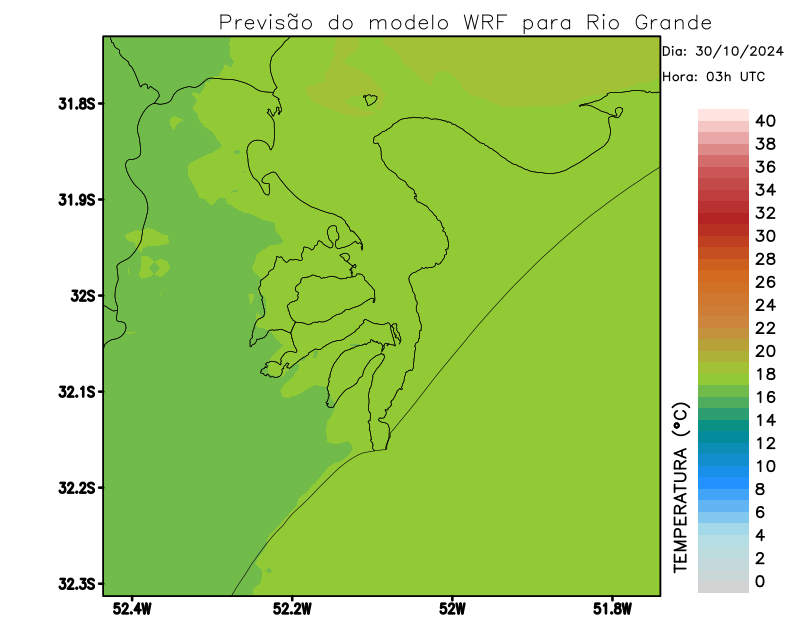 Previsão do modelo WRF para Rio Grande
Dia: 30/10/2024
Hora: 03h UTC
31.8S
31.9S
32S
32.1S
32.2S
32.3S
52.4W
52.2W
52W
51.8W
40
38
36
34
32
30
28
26
24
22
20
18
16
14
12
10
8
6
4
2
0
TEMPERATURA (°C)